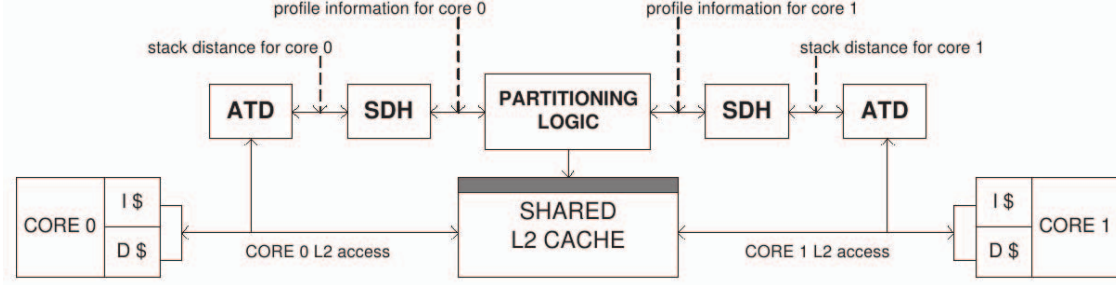 profile information for core 0
profile information for core 1
stack distance for core 0
stack distance for core 1
ATD
SDH
PARTITIONING
LOGIC
SDH
ATD
CORE 0
I $
D $
CORE 0 L2 access
SHARED
L2 CACHE
CORE 1 L2 access
I $
D $
CORE 1